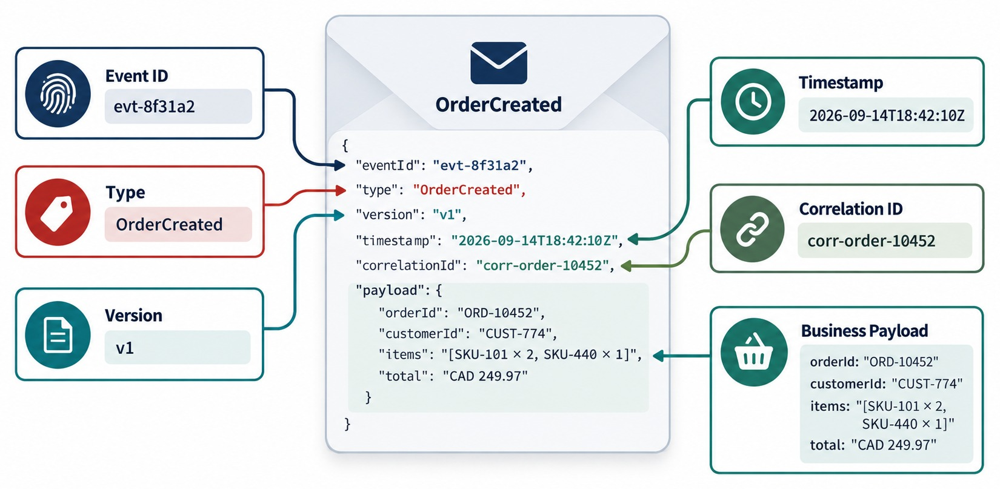 Event ID
evt-8f31a2
Type
OrderCreated
Version
v1
OrderCreated
{
"eventId": "evt-8f31a2",
"type": "OrderCreated",
"version": "v1",
"timestamp": "2026-09-14T18:42:10Z",
"correlationId": "corr-order-10452",
"payload": {
"orderId": "ORD-10452",
"customerId": "CUST-774",
"items": "[SKU-101 × 2, SKU-440 × 1]",
"total": "CAD 249.97"
}
}
Timestamp
2026-09-14T18:42:10Z
Correlation ID
corr-order-10452
Business Payload
orderId: "ORD-10452"
customerId: "CUST-774"
items: "[SKU-101 × 2,
SKU-440 × 1]"
total: "CAD 249.97"